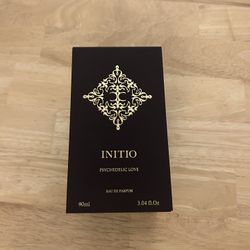 INITIO
PSYCHEDELIC LOVE
EAU DE PARFUM
90ml 3.04 fl.Oz